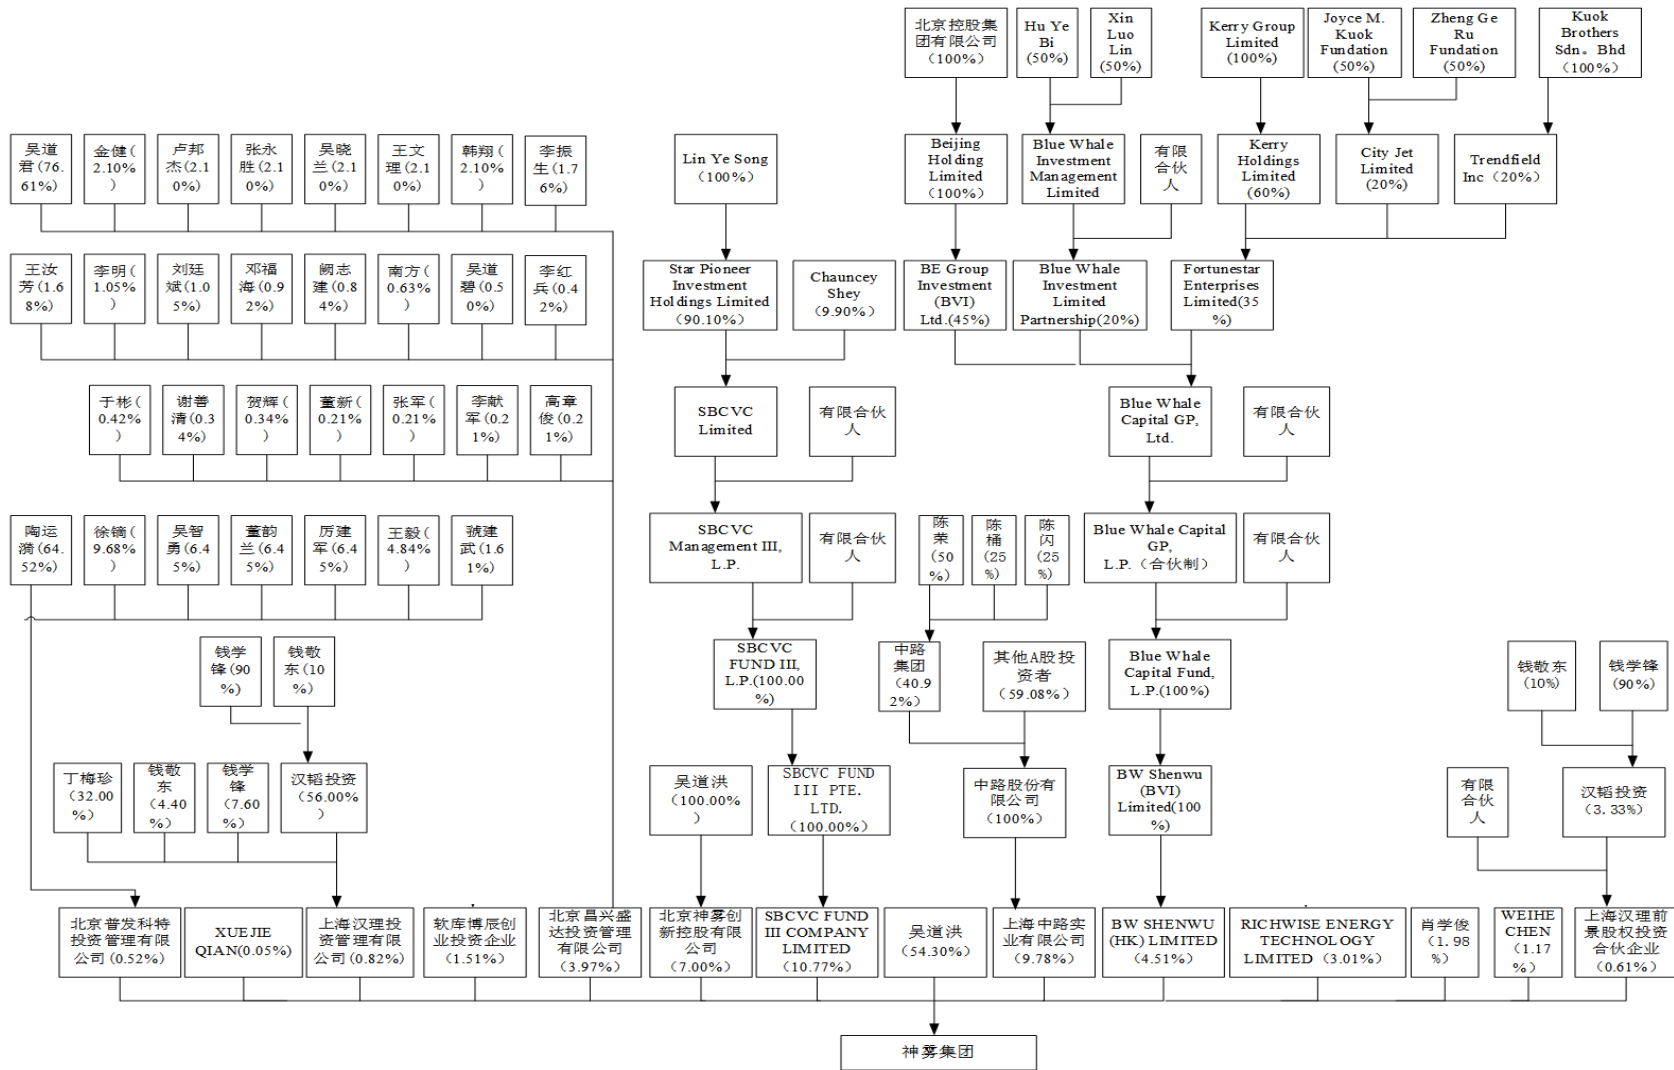 北京控股集
团有限公司
（100%）
Hu Ye
Bi
(50%)
Xin
Luo
Lin
(50%)
Kerry Group
Limited
(100%)
Joyce M.
Kuok
Fundation
(50%)
Zheng Ge
Ru
Fundation
(50%)
Kuok
Brothers
Sdn。Bhd
（100%）
吴道
君(76.
61%)
金健(
2.10%
）
卢邦
杰(2.
10%)
张永
胜(2.
10%)
吴晓
兰(2.
10%)
王文
理(2.
10%)
韩翔(
2.10%
）
李振
生(1.
76%)
Lin Ye Song
（100%）
Beijing
Holding
Limited
(100%)
Blue Whale
Investment
Management
Limited
有限
合伙
人
Kerry
Holdings
Limited
(60%)
City Jet
Limited
(20%)
Trendfield
Inc（20%）
王汝
芳(1.
68%)
李明(
1.05%
）
刘廷
斌(1.
05%)
邓福
海(0.
92%)
阙志
建(0.
84%)
南方(
0.63%
）
吴道
碧(0.
50%)
李红
兵(0.
42%)
Star Pioneer
Investment
Holdings Limited
（90.10%）
Chauncey
Shey
（9.90%）
BE Group
Investment
(BVI)
Ltd.(45%)
Blue Whale
Investment
Limited
Partnership(20%)
Fortunestar
Enterprises
Limited(35
%)
于彬(
0.42%
）
谢善
清(0.
34%)
贺辉(
0.34%
）
董新(
0.21%
）
张军(
0.21%
）
李献
军(0.
21%)
高章
俊(0.
21%)
SBCVC
Limited
有限合伙
人
Blue Whale
Capital GP,
Ltd.
有限合伙
人
陶运
漪(64.
52%)
徐镝(
9.68%
）
吴智
勇(6.4
5%)
董韵
兰(6.4
5%)
厉建
军(6.4
5%)
王毅(
4.84%
）
虢建
武(1.6
1%)
SBCVC
Management III,
L.P.
有限合伙
人
陈
荣
（50
%）
陈
桶
(25
%)
陈
闪
(25
%)
Blue Whale Capital
GP,
L.P.（合伙制）
有限合伙
人
钱学
锋(90
%)
钱敬
东(10
%)
SBCVC
FUND III,
L.P.(100.00
%)
中路
集团
（40.9
2%）
其他A股投
资者
（59.08%）
Blue Whale
Capital Fund,
L.P.(100%)
钱敬东
(10%)
钱学锋
(90%)
丁梅珍
(32.00
%)
钱敬
东
(4.40
%)
钱学
锋
(7.60
%)
汉韬投资
（56.00%
）
吴道洪
（100.00%
）
SBCVC FUND
III PTE.
LTD.
（100.00%）
中路股份有
限公司
（100%）
BW Shenwu
(BVI)
Limited(100
%)
有限
合伙
人
汉韬投资
（3.33%）
北京普发科特
投资管理有限
公司(0.52%)
XUEJIE
QIAN(0.05%)
上海汉理投
资管理有限
公司(0.82%)
软库博辰创
业投资企业
（1.51%）
北京昌兴盛
达投资管理
有限公司
（3.97%）
北京神雾创
新控股有限
公司
（7.00%）
SBCVC FUND
III COMPANY
LIMITED
（10.77%）
吴道洪
（54.30%）
上海中路实
业有限公司
（9.78%）
BW SHENWU
(HK) LIMITED
（4.51%）
RICHWISE ENERGY
TECHNOLOGY
LIMITED（3.01%）
肖学俊
（1.98
%）
WEIHE
CHEN
（1.17
%）
上海汉理前
景股权投资
合伙企业
（0.61%）
神雾集团